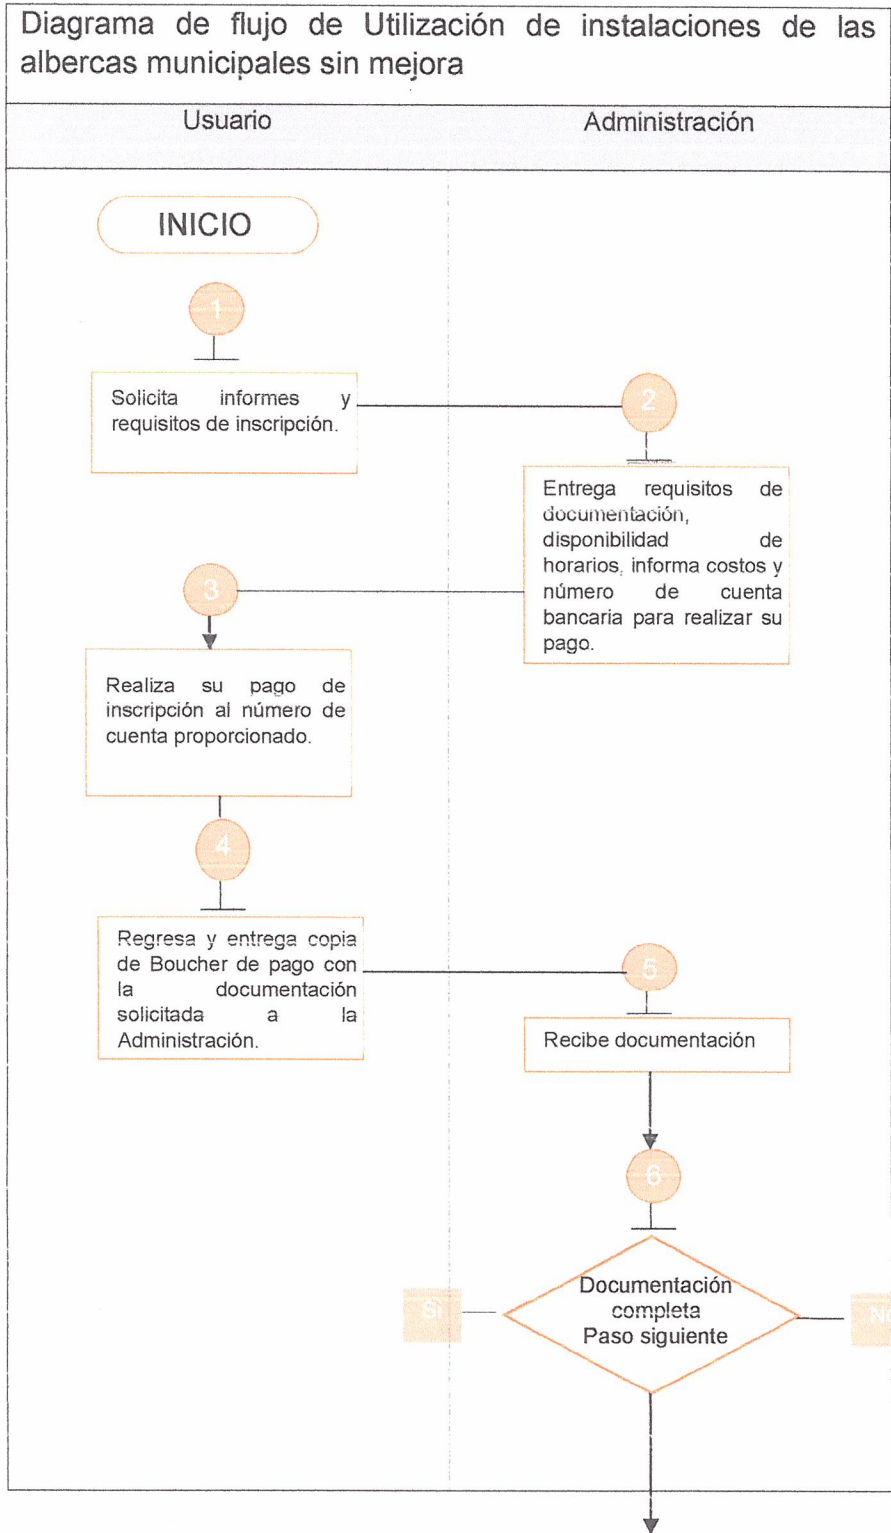 Diagrama de flujo de Utilización de instalaciones de las
albercas municipales sin mejora
Usuario
Administración
INICIO
1
Solicita informes y
requisitos de inscripción.
2
Entrega requisitos de
documentación,
disponibilidad de
horarios, informa costos y
número de cuenta
bancaria para realizar su
pago.
3
Realiza su pago de
inscripción al número de
cuenta proporcionado.
4
Regresa y entrega copia
de Boucher de pago con
la documentación
solicitada a la
Administración.
5
Recibe documentación
6
Documentación
completa
Paso siguiente
Si
No